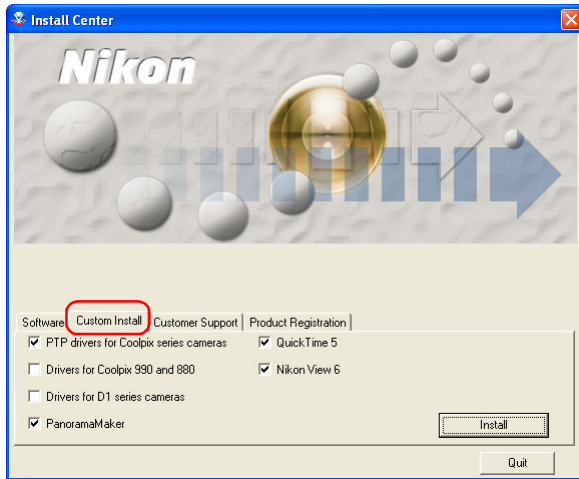 Install Center
Nikon
Software
Custom Install
Customer Support
Product Registration
PTP drivers for Coolpix series cameras
QuickTime 5
Drivers for Coolpix 990 and 880
Nikon View 6
Drivers for D1 series cameras
PanoramaMaker
Install
Quit